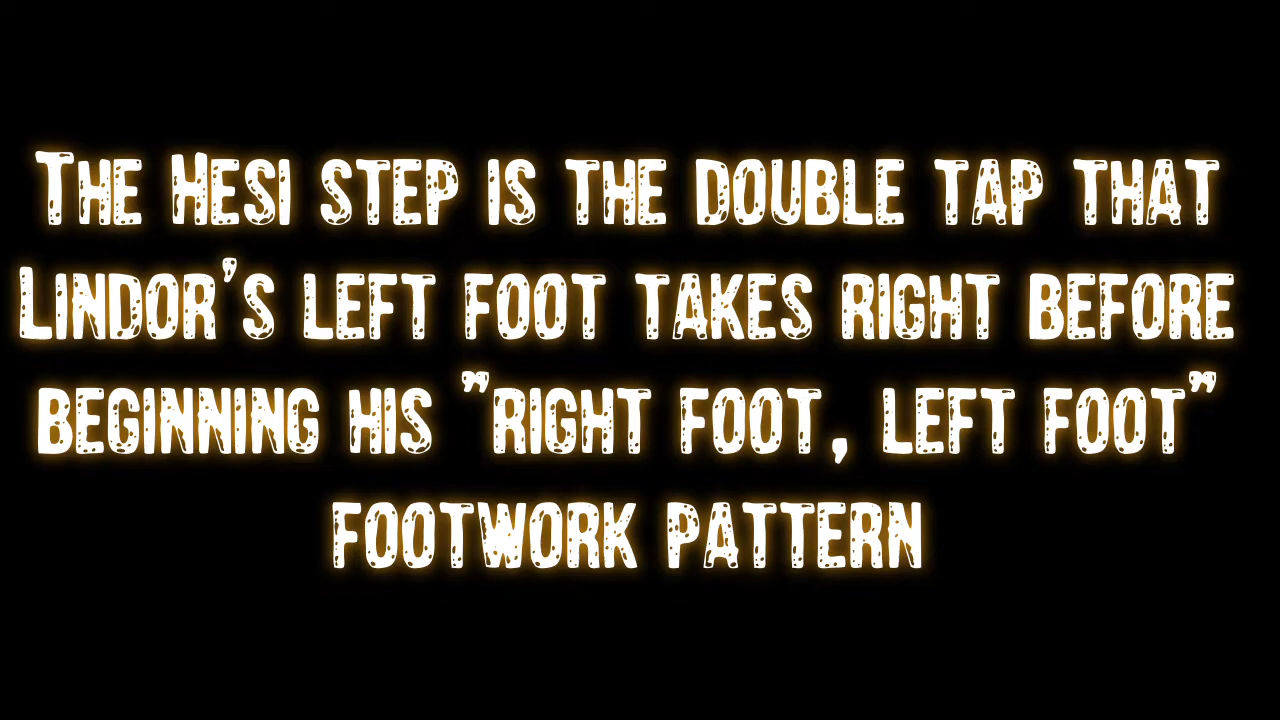 The Hesi step is the double tap that
Lindor's left foot takes right before
beginning his "right foot, left foot"
footwork pattern